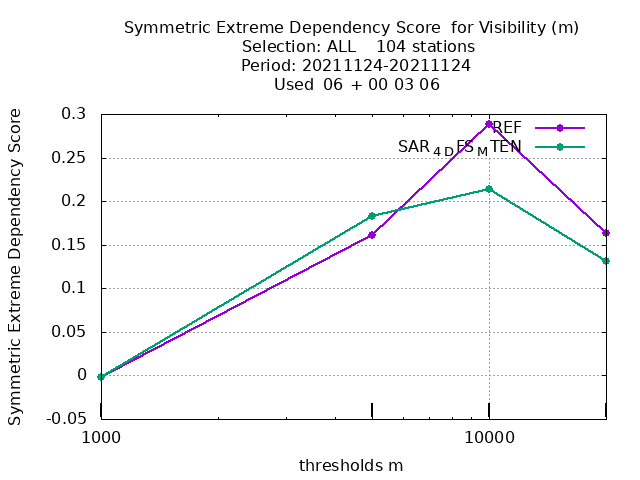 Symmetric Extreme Dependency Score  for Visibility (m)
Selection: ALL    104 stations
Period: 20211124-20211124
Used  06  + 00 03 06
Symmetric Extreme Dependency Score
0.3
0.25
0.2
0.15
0.1
0.05
0
-0.05
REF
SAR4DFSMTEN
1000
10000
thresholds m